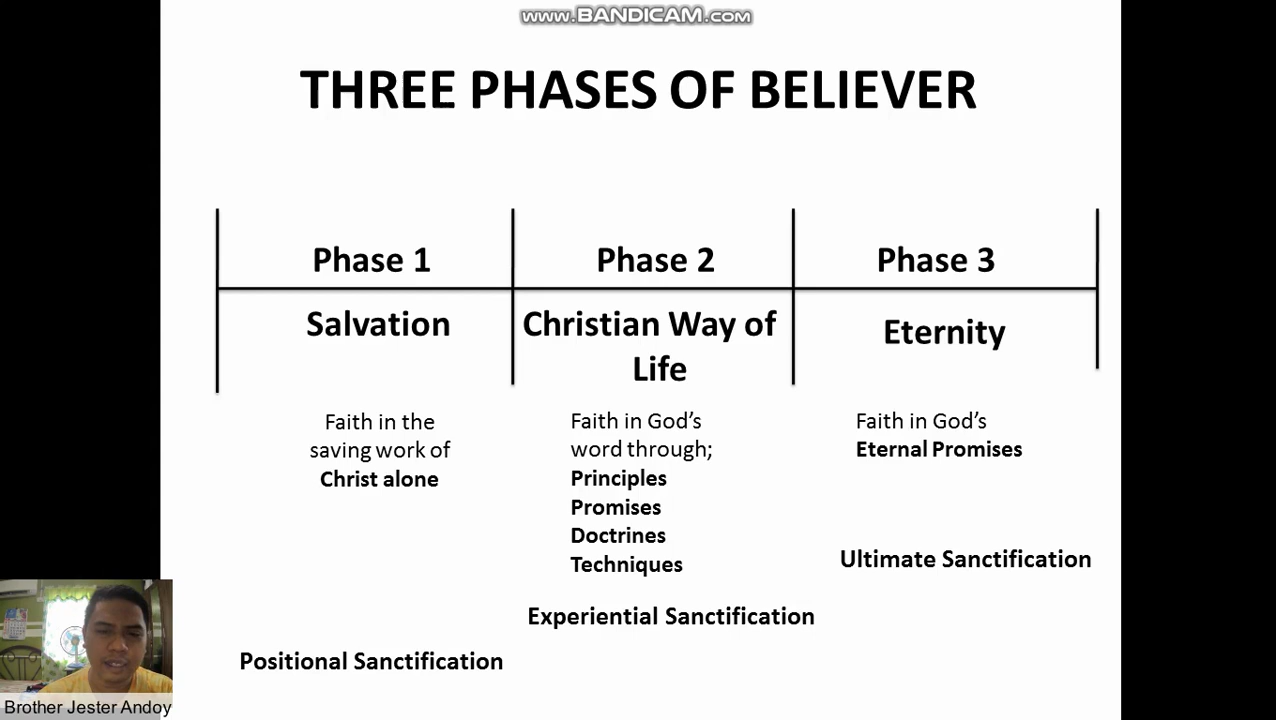 www.BANDICAM.com
THREE PHASES OF BELIEVER
Phase 1
Phase 2
Phase 3
Salvation
Christian Way of
Life
Eternity
Faith in the
saving work of
Christ alone
Faith in God’s
word through;
Principles
Promises
Doctrines
Techniques
Faith in God’s
Eternal Promises
Ultimate Sanctification
Experiential Sanctification
Positional Sanctification
Brother Jester Andoy